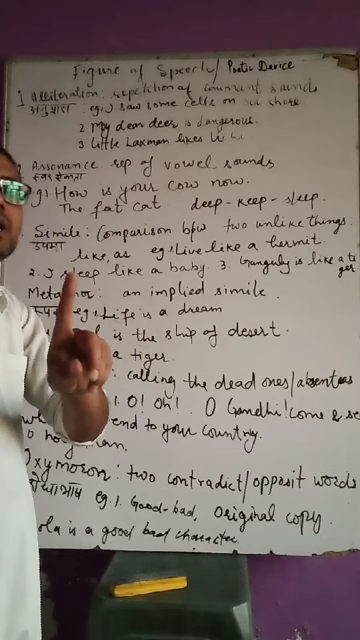 Figure of Speech/ Poetic Device
1 Alliteration: repetition of consonant sounds
अनुप्रास eg. 1) saw some cells on sea shore.
2 My dear deer is dangerous.
3 Little Laxman likes
Assonance rep. of vowel sounds
g) How is your cow now.
The fat cat deep-keep-sleep.
Simile: Comparison b/w two unlike things.
उपमा like, as eg. Live like a hermit.
2. I sleep like a baby. 3. Ganguly is like a ti
ger
Metaphor: an implied simile.
eg. Life is a dream
is the ship of desert.
a tiger.
: calling the dead ones/absentees
1. O! Oh! O Gandhi! Come & se
end to your country.
O holy man.
Oxymoron: two contradict/opposit words
eg. 1. Good-bad, original copy.
ola is a good bad character